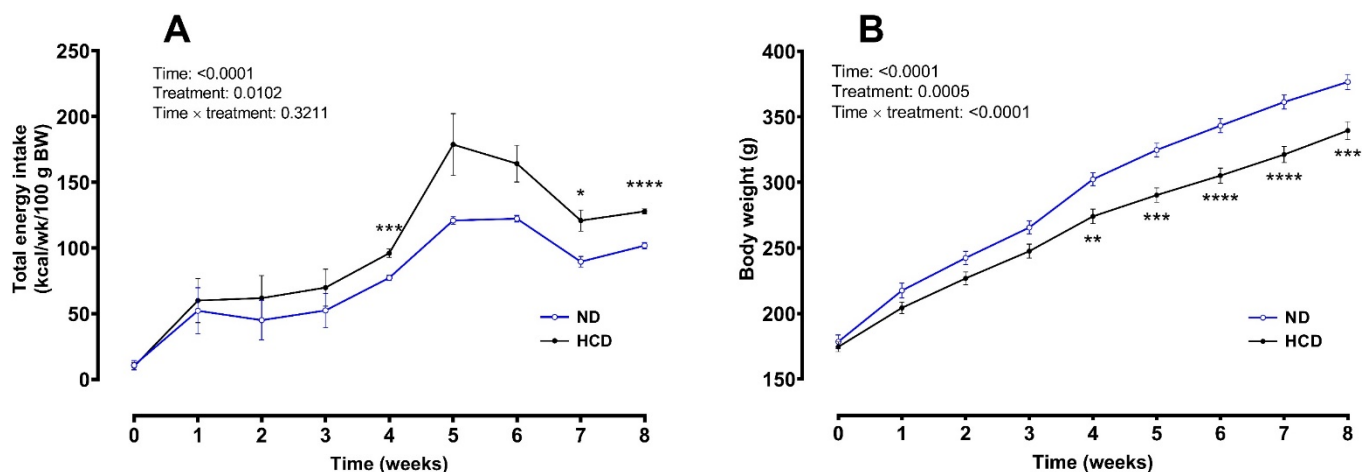 A
Time: <0.0001
Treatment: 0.0102
Time × treatment: 0.3211
Total energy intake
(kcal/wk/100 g BW)
250
200
150
100
50
0
***
*
****
ND
HCD
0 1 2 3 4 5 6 7 8
Time (weeks)
B
Time: <0.0001
Treatment: 0.0005
Time × treatment: <0.0001
Body weight (g)
400
350
300
250
200
150
**
***
****
****
***
ND
HCD
0 1 2 3 4 5 6 7 8
Time (weeks)